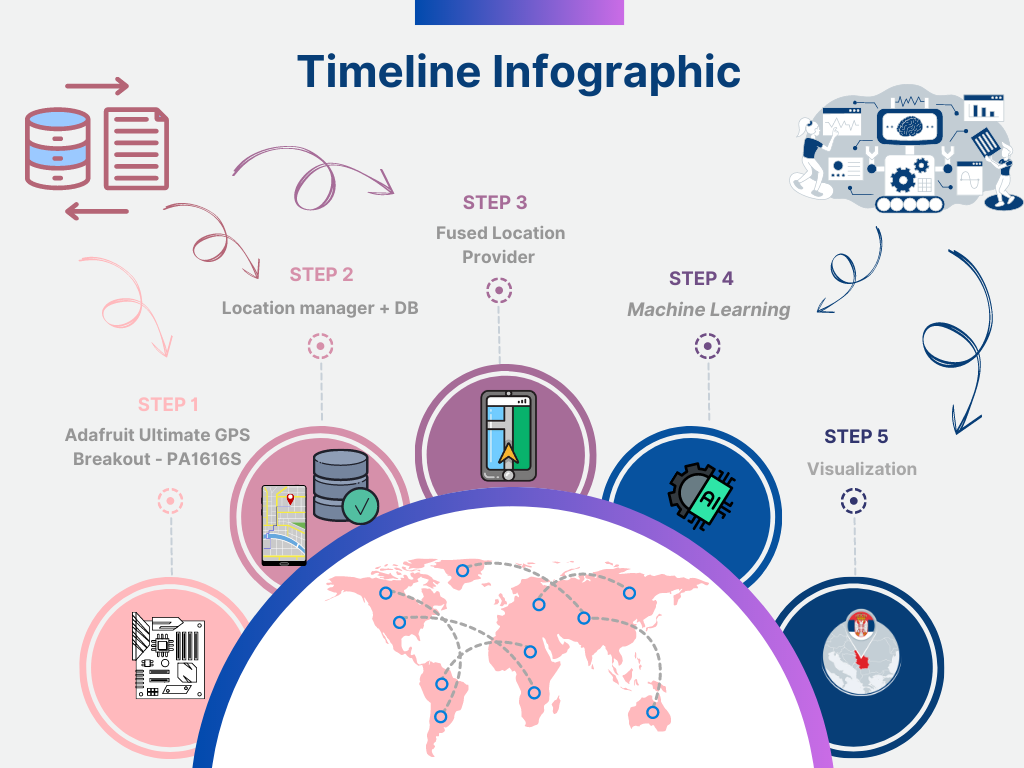 Timeline Infographic
STEP 3
Fused Location
Provider
STEP 2
Location manager + DB
STEP 4
Machine Learning
STEP 1
Adafruit Ultimate GPS
Breakout - PA1616S
STEP 5
Visualization
AI